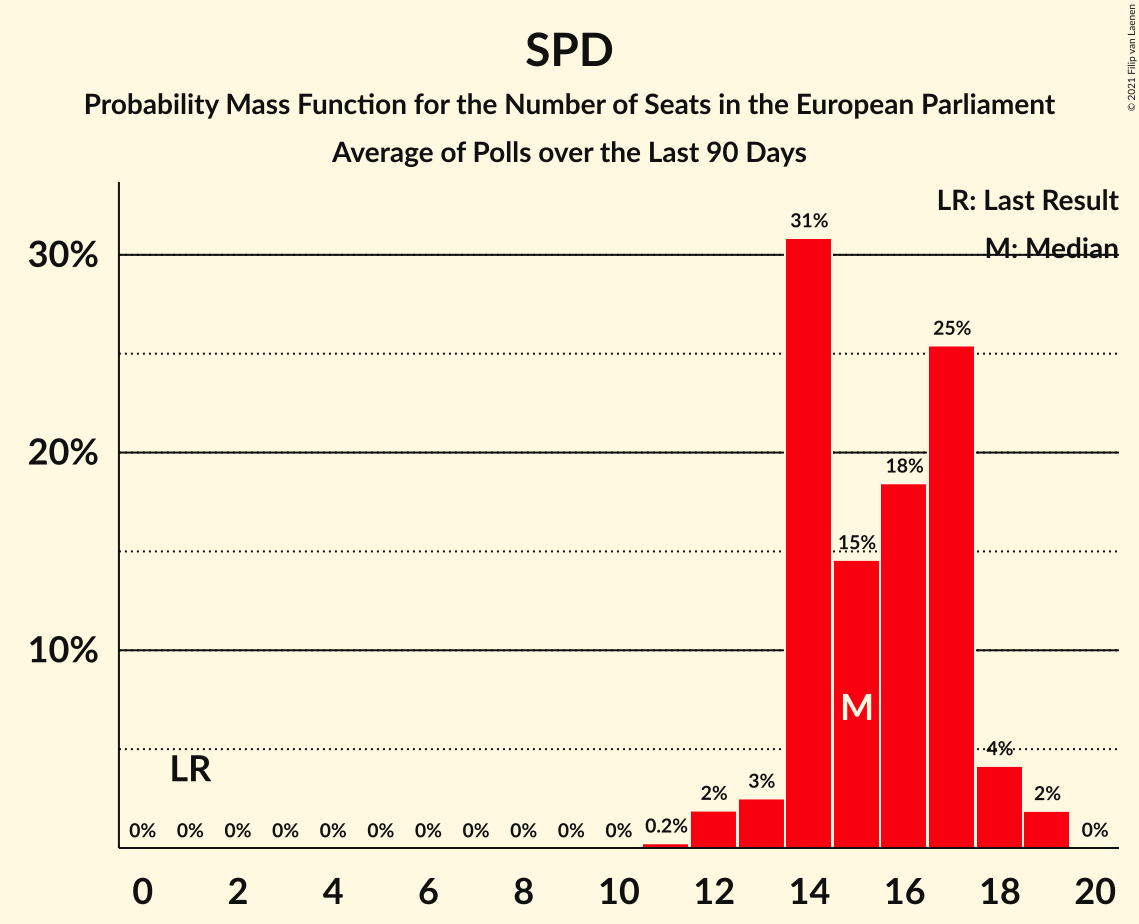 SPD
Probability Mass Function for the Number of Seats in the European Parliament
Average of Polls over the Last 90 Days
© 2021 Filip van Laenen
LR: Last Result
M: Median
30%
20%
10%
31%
25%
18%
15%
M
LR
4%
3%
2%
2%
0% 0% 0% 0% 0% 0% 0% 0% 0% 0% 0% 0.2% 0%
0 2 4 6 8 10 12 14 16 18 20